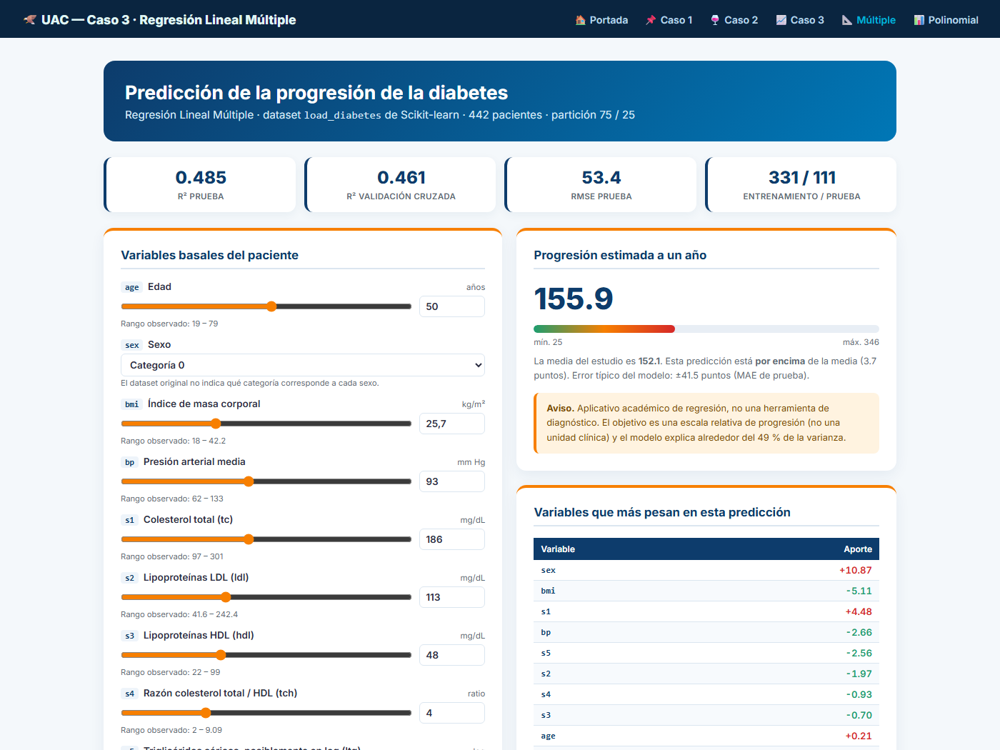 UAC — Caso 3 · Regresión Lineal Múltiple
Portada
Caso 1
Caso 2
Caso 3
Múltiple
Polinomial
Predicción de la progresión de la diabetes
Regresión Lineal Múltiple · dataset load_diabetes de Scikit-learn · 442 pacientes · partición 75 / 25
0.485
R² PRUEBA
0.461
R² VALIDACIÓN CRUZADA
53.4
RMSE PRUEBA
331 / 111
ENTRENAMIENTO / PRUEBA
Variables basales del paciente
age Edad
años
50
Rango observado: 19 – 79
sex Sexo
Categoría 0
El dataset original no indica qué categoría corresponde a cada sexo.
bmi Índice de masa corporal
kg/m²
25,7
Rango observado: 18 – 42.2
bp Presión arterial media
mm Hg
93
Rango observado: 62 – 133
s1 Colesterol total (tc)
mg/dL
186
Rango observado: 97 – 301
s2 Lipoproteínas LDL (ldl)
mg/dL
113
Rango observado: 41.6 – 242.4
s3 Lipoproteínas HDL (hdl)
mg/dL
48
Rango observado: 22 – 99
s4 Razón colesterol total / HDL (tch)
ratio
4
Rango observado: 2 – 9.09
Progresión estimada a un año
155.9
mín. 25
máx. 346
La media del estudio es 152.1. Esta predicción está por encima de la media (3.7
puntos). Error típico del modelo: ±41.5 puntos (MAE de prueba).
Aviso. Aplicativo académico de regresión, no una herramienta de
diagnóstico. El objetivo es una escala relativa de progresión (no una
unidad clínica) y el modelo explica alrededor del 49 % de la varianza.
Variables que más pesan en esta predicción
Variable Aporte
sex +10.87
bmi -5.11
s1 +4.48
bp -2.66
s5 -2.56
s2 -1.97
s4 -0.93
s3 -0.70
age +0.21